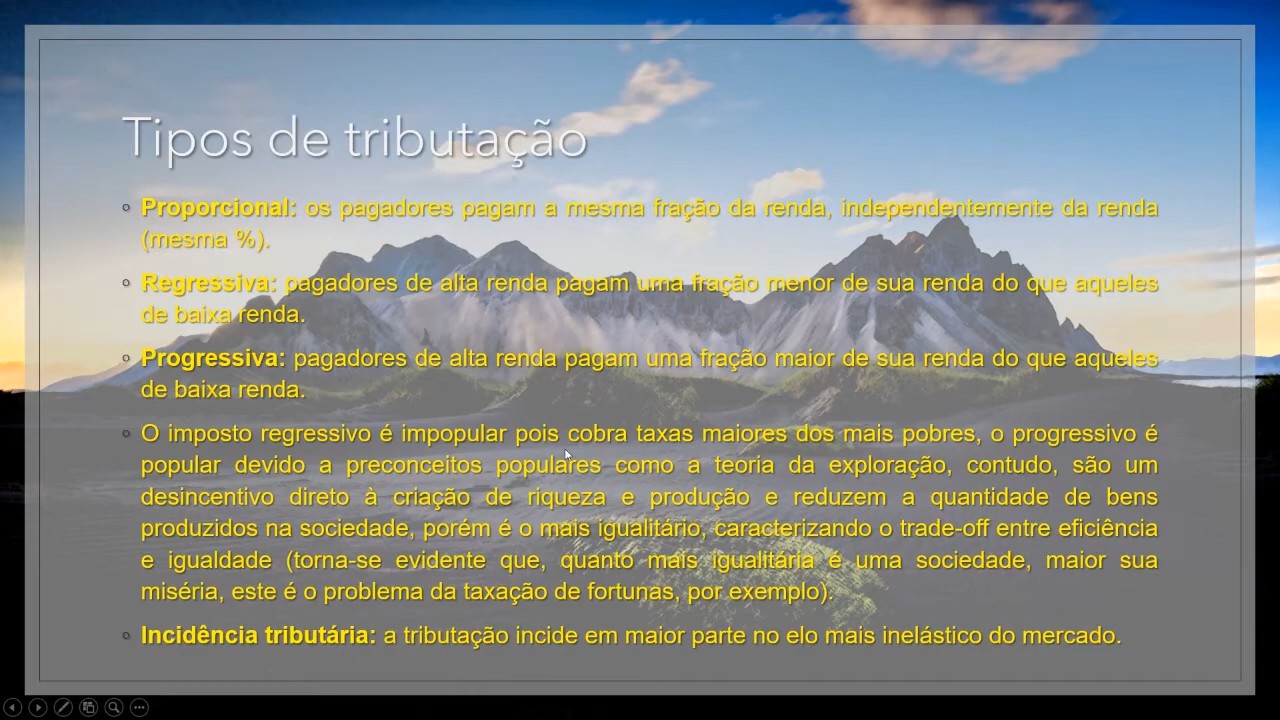 Tipos de tributação
Proporcional: os pagadores pagam a mesma fração da renda, independentemente da renda
(mesma %).
Regressiva: pagadores de alta renda pagam uma fração menor de sua renda do que aqueles
de baixa renda.
Progressiva: pagadores de alta renda pagam uma fração maior de sua renda do que aqueles
de baixa renda.
O imposto regressivo é impopular pois cobra taxas maiores dos mais pobres, o progressivo é
popular devido a preconceitos populares como a teoria da exploração, contudo, são um
desincentivo direto à criação de riqueza e produção e reduzem a quantidade de bens
produzidos na sociedade, porém é o mais igualitário, caracterizando o trade-off entre eficiência
e igualdade (torna-se evidente que, quanto mais igualitária é uma sociedade, maior sua
miséria, este é o problema da taxação de fortunas, por exemplo).
Incidência tributária: a tributação incide em maior parte no elo mais inelástico do mercado.